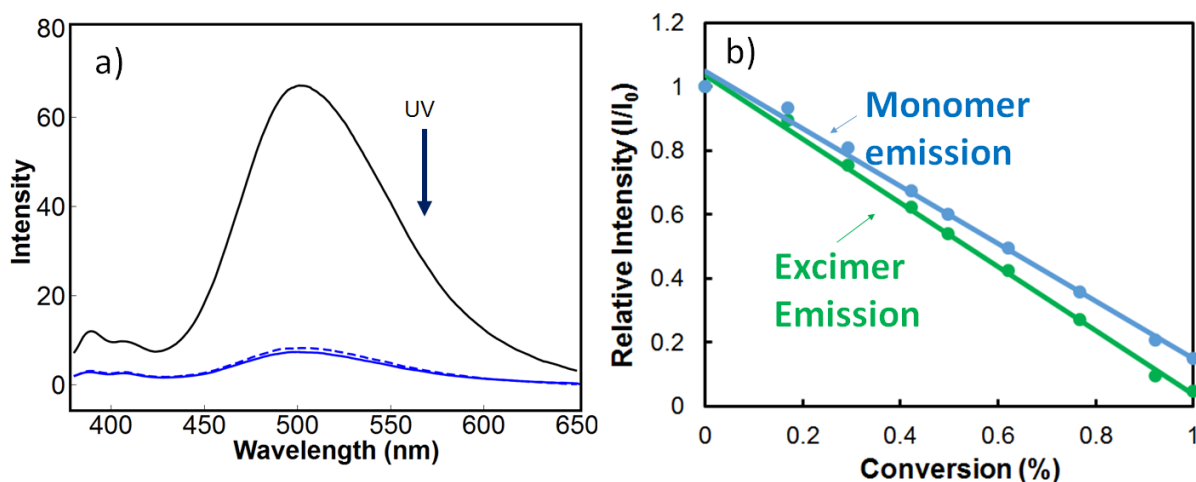 a)
UV
Intensity
80
60
40
20
0
400
450
500
550
600
650
Wavelength (nm)
b)
Monomer
emission
Excimer
Emission
Relative Intensity (I/I₀)
1.2
1
0.8
0.6
0.4
0.2
0
0
0.2
0.4
0.6
0.8
1
Conversion (%)